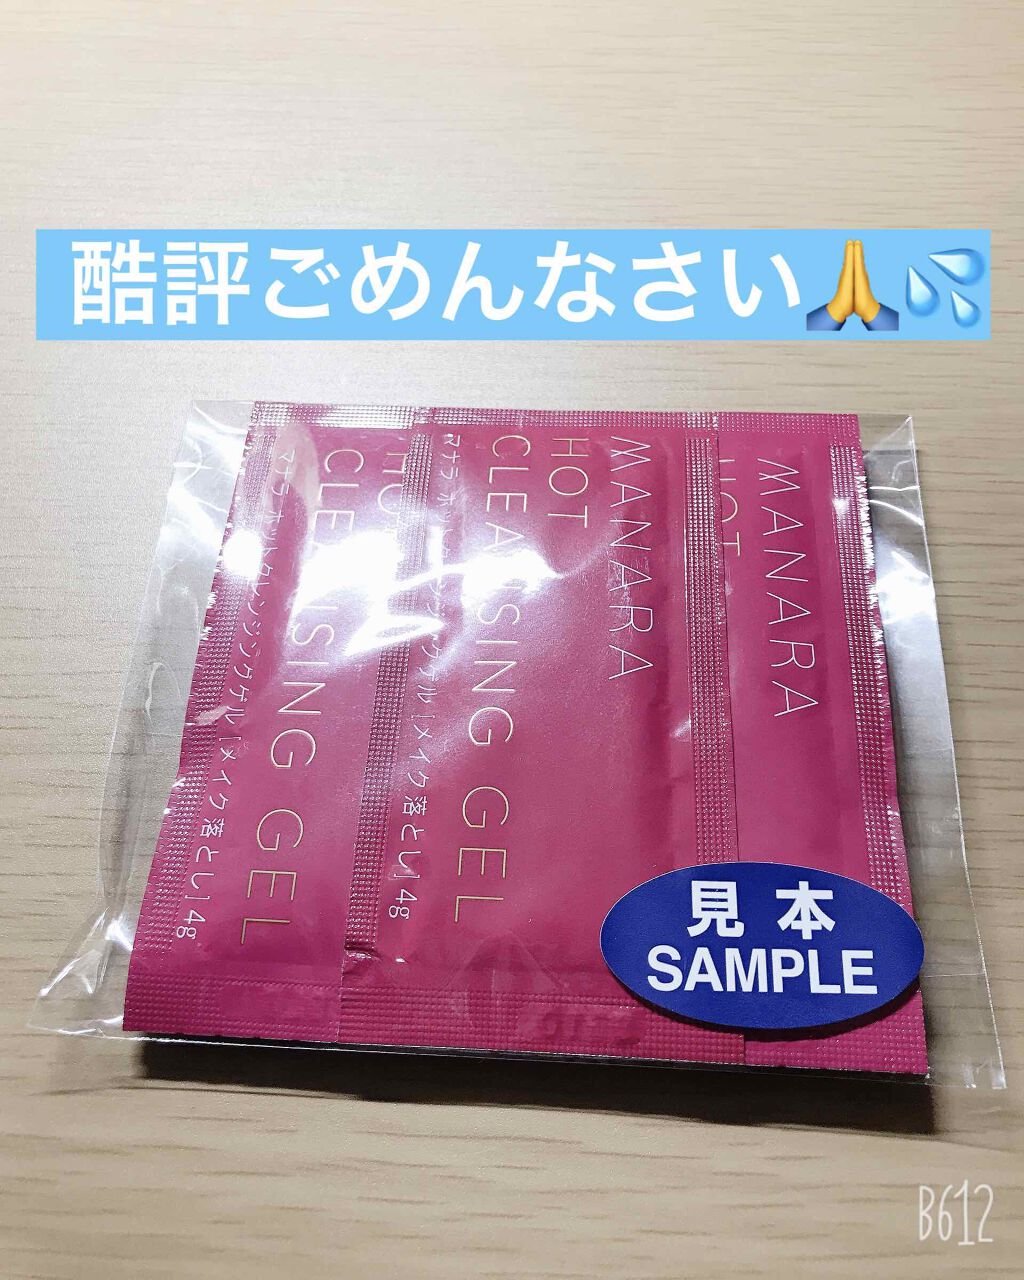 酷評ごめんなさい🙏💦
MANARA
HOT
MANARA
HOT
CLEANSING GEL
マナラ ホットクレンジングゲル [メイク落とし] 4g
HOT
CLEANSING GEL
マナラ ホットクレンジングゲル [メイク落とし] 4g
見本
SAMPLE
B612